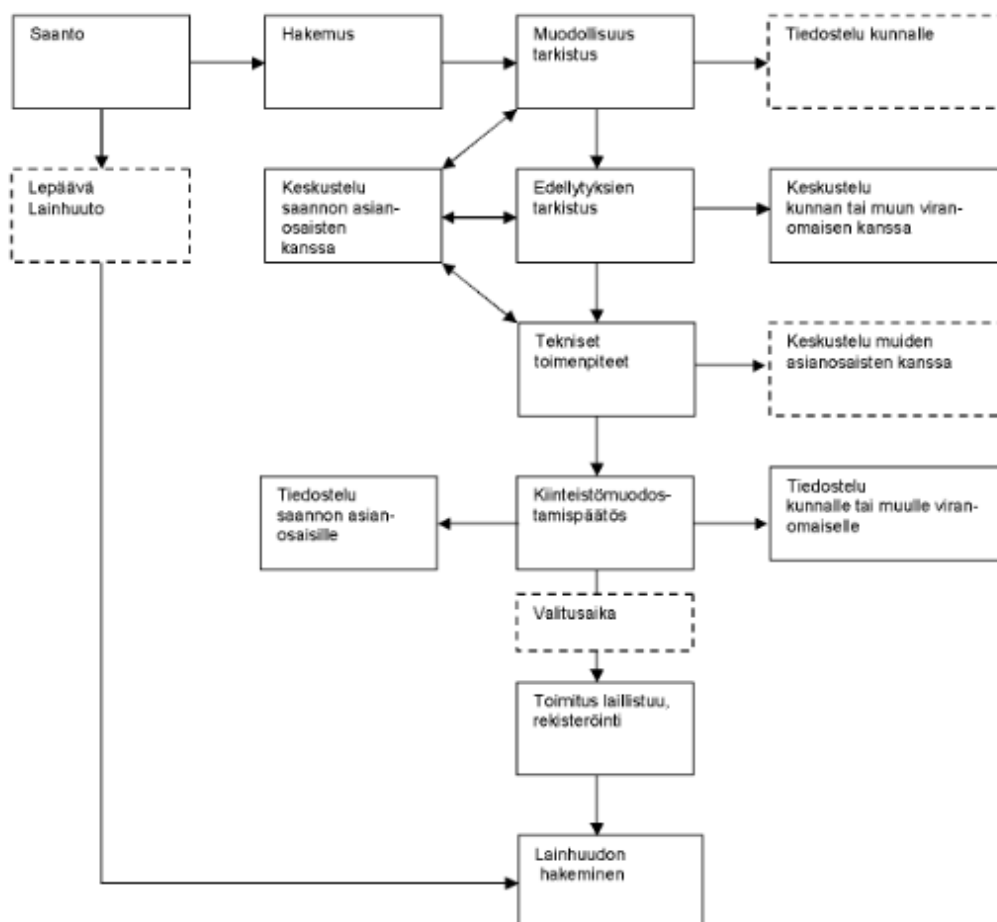 Saanto
Hakemus
Muodollisuus
tarkistus
Tiedostelu kunnalle
Lepäävä
Lainhuuto
Keskustelu
saannon asian-
osaisten
kanssa
Edellytyksien
tarkistus
Keskustelu
kunnan tai muun viran-
omaisen kanssa
Tekniset
toimenpiteet
Keskustelu muiden
asianosaisten kanssa
Tiedostelu
saannon asian-
osaisille
Kiinteistömuodos-
tamispäätös
Tiedostelu
kunnalle tai muulle viran-
omaiselle
Valitusaika
Toimitus laillistuu,
rekisteröinti
Lainhuudon
hakeminen